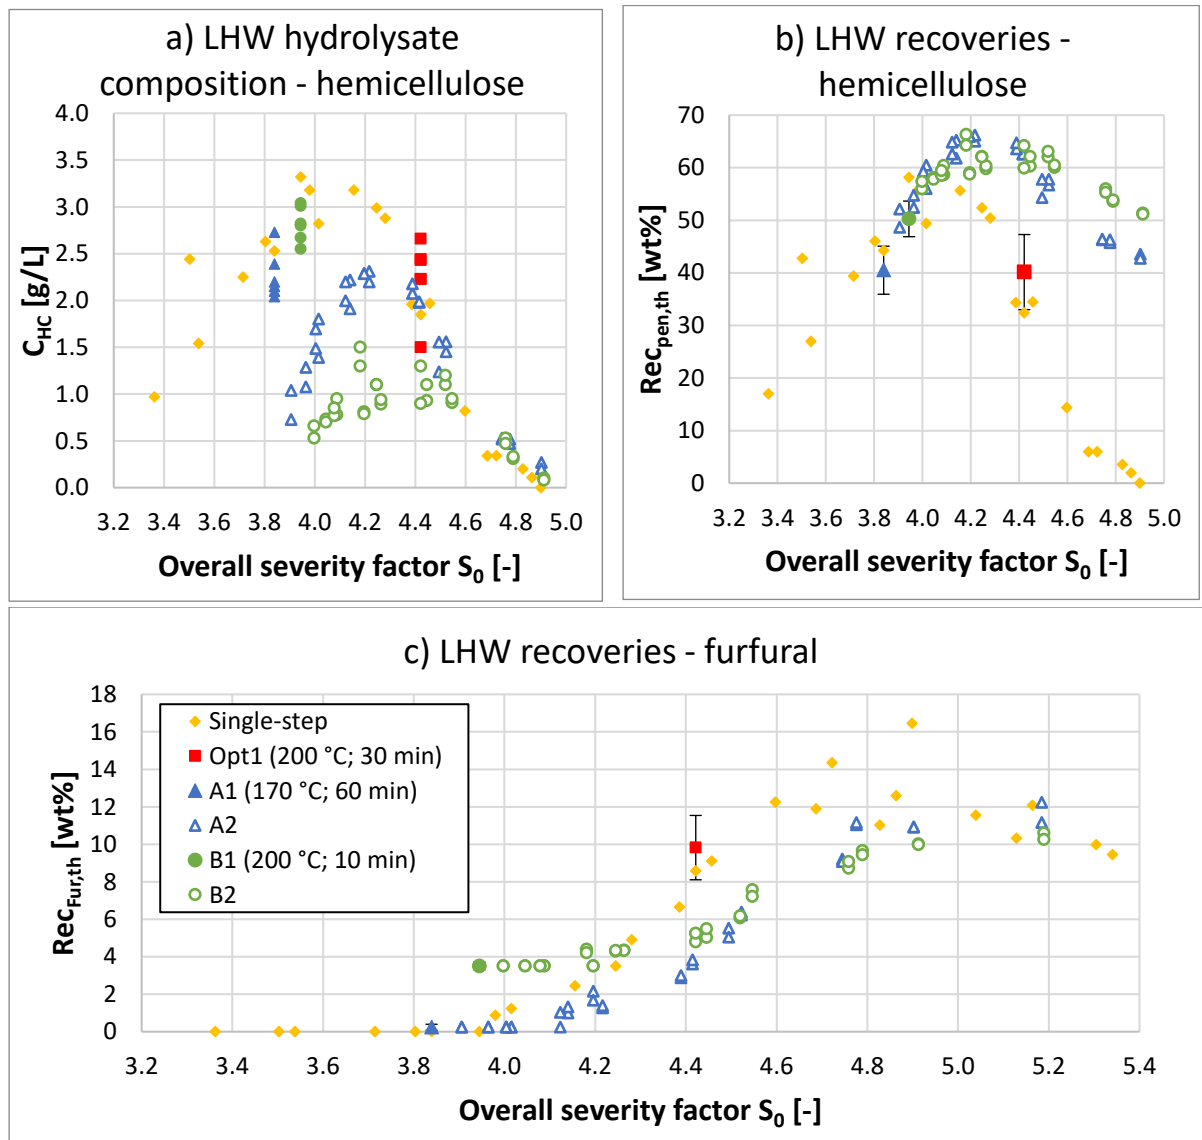 a) LHW hydrolysate
composition - hemicellulose
4.0
3.5
3.0
2.5
2.0
1.5
1.0
0.5
0.0
C_HC [g/L]
3.2 3.4 3.6 3.8 4.0 4.2 4.4 4.6 4.8 5.0
Overall severity factor S_0 [-]
b) LHW recoveries -
hemicellulose
70
60
50
40
30
20
10
0
Rec_pen,th [wt%]
3.2 3.4 3.6 3.8 4.0 4.2 4.4 4.6 4.8 5.0
Overall severity factor S_0 [-]
c) LHW recoveries - furfural
18
16
14
12
10
8
6
4
2
0
Rec_Fur,th [wt%]
Single-step
Opt1 (200 °C; 30 min)
A1 (170 °C; 60 min)
A2
B1 (200 °C; 10 min)
B2
3.2 3.4 3.6 3.8 4.0 4.2 4.4 4.6 4.8 5.0 5.2 5.4
Overall severity factor S_0 [-]